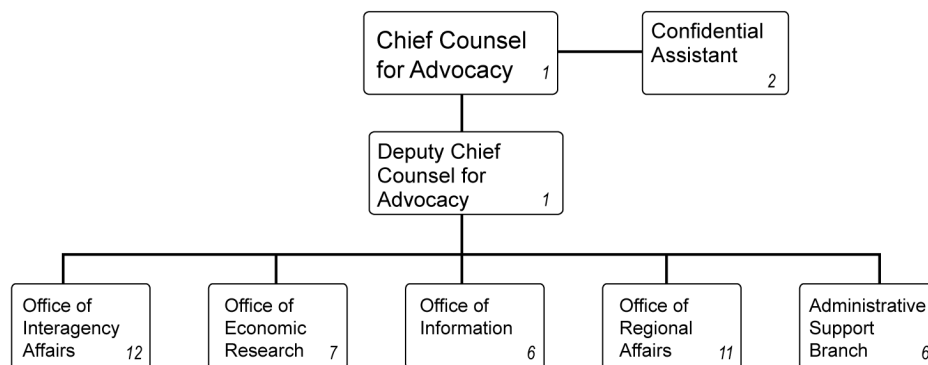 Chief Counsel
for Advocacy 1
Confidential
Assistant
2
Deputy Chief
Counsel for
Advocacy 1
Office of
Interagency
Affairs 12
Office of
Economic
Research 7
Office of
Information
6
Office of
Regional
Affairs 11
Administrative
Support
Branch 6